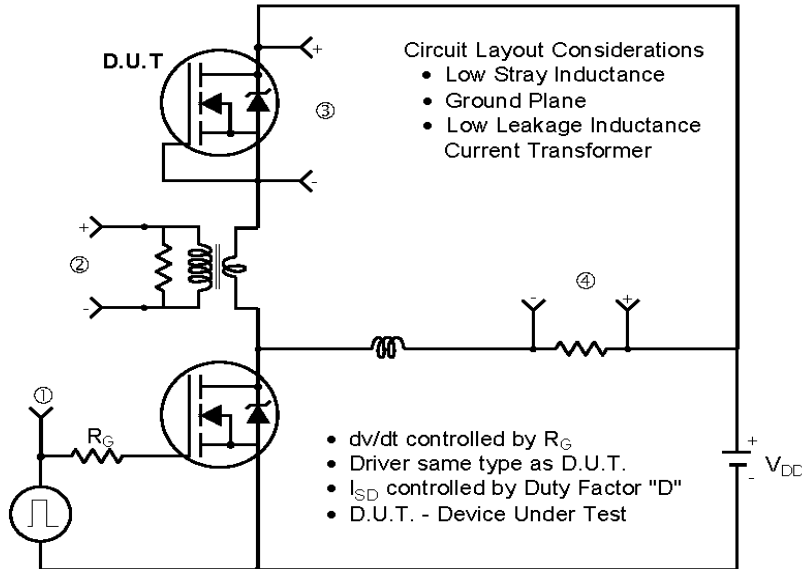 D.U.T
+
③
-
Circuit Layout Considerations
• Low Stray Inductance
• Ground Plane
• Low Leakage Inductance
Current Transformer
+
②
-
④
- +
①
R_G
• dv/dt controlled by R_G
• Driver same type as D.U.T.
• I_SD controlled by Duty Factor "D"
• D.U.T. - Device Under Test
+
V_DD
-